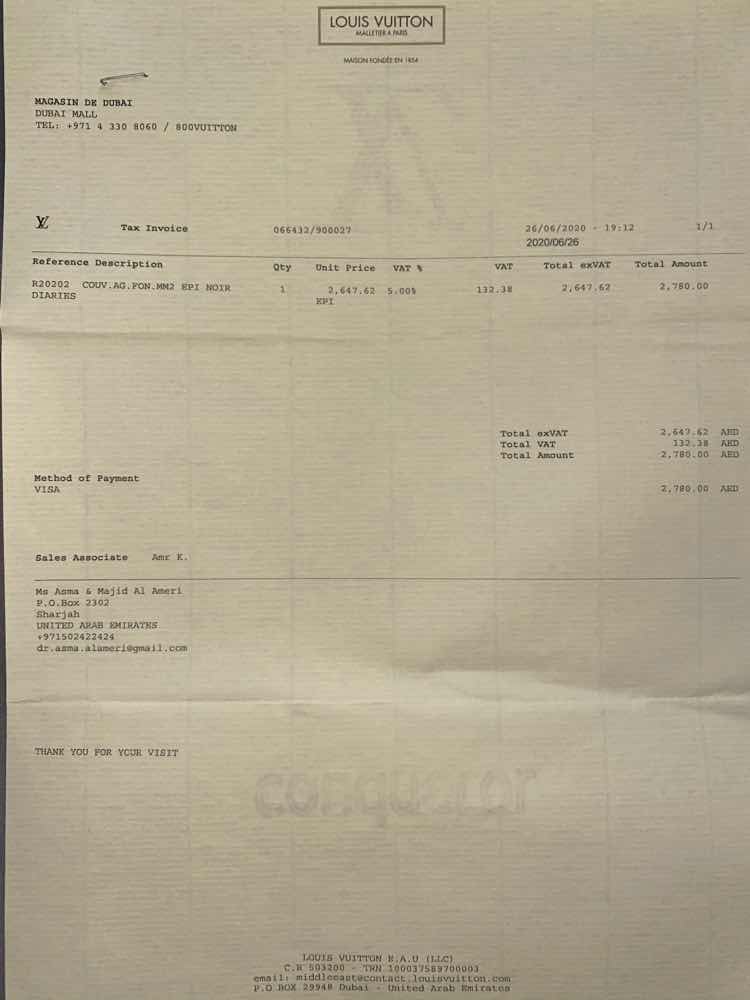 LOUIS VUITTON
MALLETIER A PARIS
MAISON FONDÉE EN 1854
MAGASIN DE DUBAI
DUBAI MALL
TEL: +971 4 330 8060 / 800VUITTON
LV Tax Invoice 066432/900027 26/06/2020 - 19:12 1/1
2020/06/26
Reference Description Qty Unit Price VAT % VAT Total exVAT Total Amount
R20202 COUV.AG.FON.MM2 EPI NOIR 1 2,647.62 5.00% 132.38 2,647.62 2,780.00
DIARIES EPI
Total exVAT 2,647.62 AED
Total VAT 132.38 AED
Total Amount 2,780.00 AED
Method of Payment
VISA 2,780.00 AED
Sales Associate Amr K.
Ms Asma & Majid Al Ameri
P.O.Box 2302
Sharjah
UNITED ARAB EMIRATES
+971502422424
dr.asma.alameri@gmail.com
THANK YOU FOR YOUR VISIT
Conqueror
LOUIS VUITTON E.A.U (LLC)
C.R 503200 - TRN 100037589700003
email: middleeast@contact.louisvuitton.com
P.O BOX 29948 Dubai - United Arab Emirates